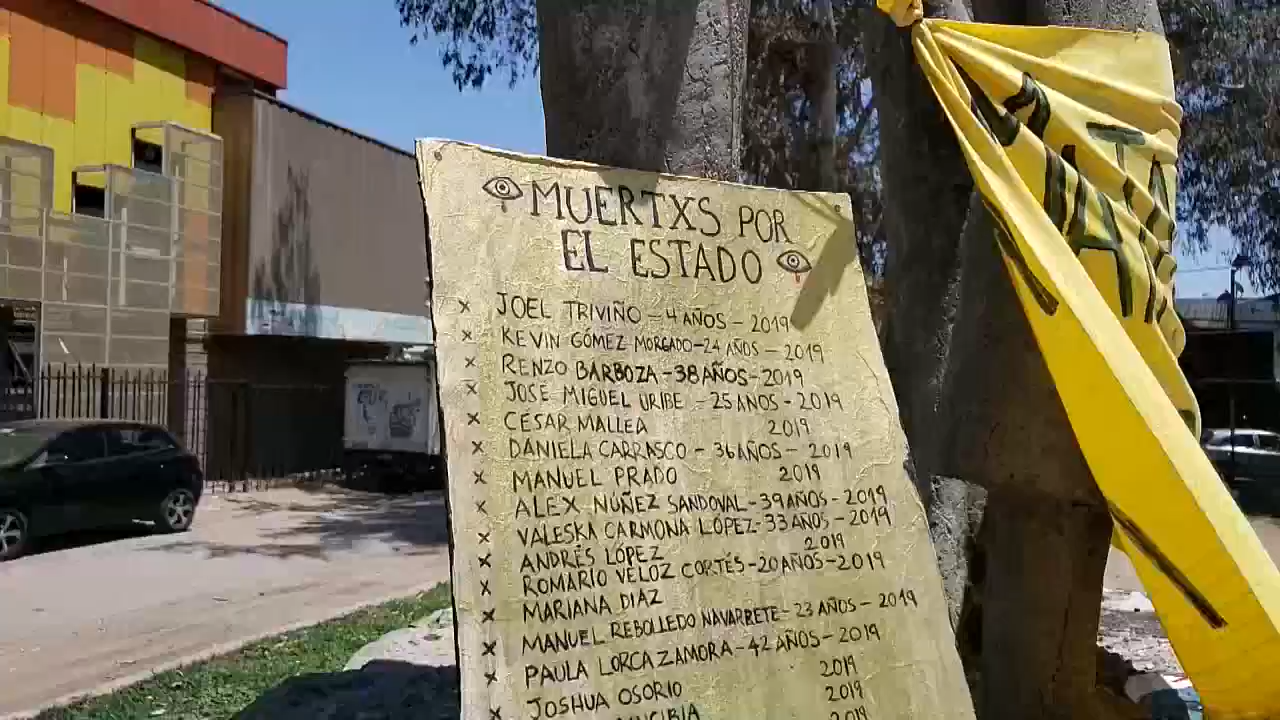 MUERTXS POR
EL ESTADO
X JOEL TRIVIÑO - 4 AÑOS - 2019
X KEVIN GÓMEZ MORGADO - 24 AÑOS - 2019
X RENZO BARBOZA - 38 AÑOS - 2019
X JOSÉ MIGUEL URIBE - 25 AÑOS - 2019
X CÉSAR MALLEA 2019
X DANIELA CARRASCO - 36 AÑOS - 2019
X MANUEL PRADO 2019
X ALEX NÚÑEZ SANDOVAL - 39 AÑOS - 2019
X VALESKA CARMONA LÓPEZ - 33 AÑOS - 2019
X ANDRÉS LÓPEZ 2019
X ROMARIO VELOZ CORTÉS - 20 AÑOS - 2019
X MARIANA DIAZ
X MANUEL REBOLLEDO NAVARRETE - 23 AÑOS - 2019
X PAULA LORCA ZAMORA - 42 AÑOS - 2019
X JOSHUA OSORIO 2019
2019
2019